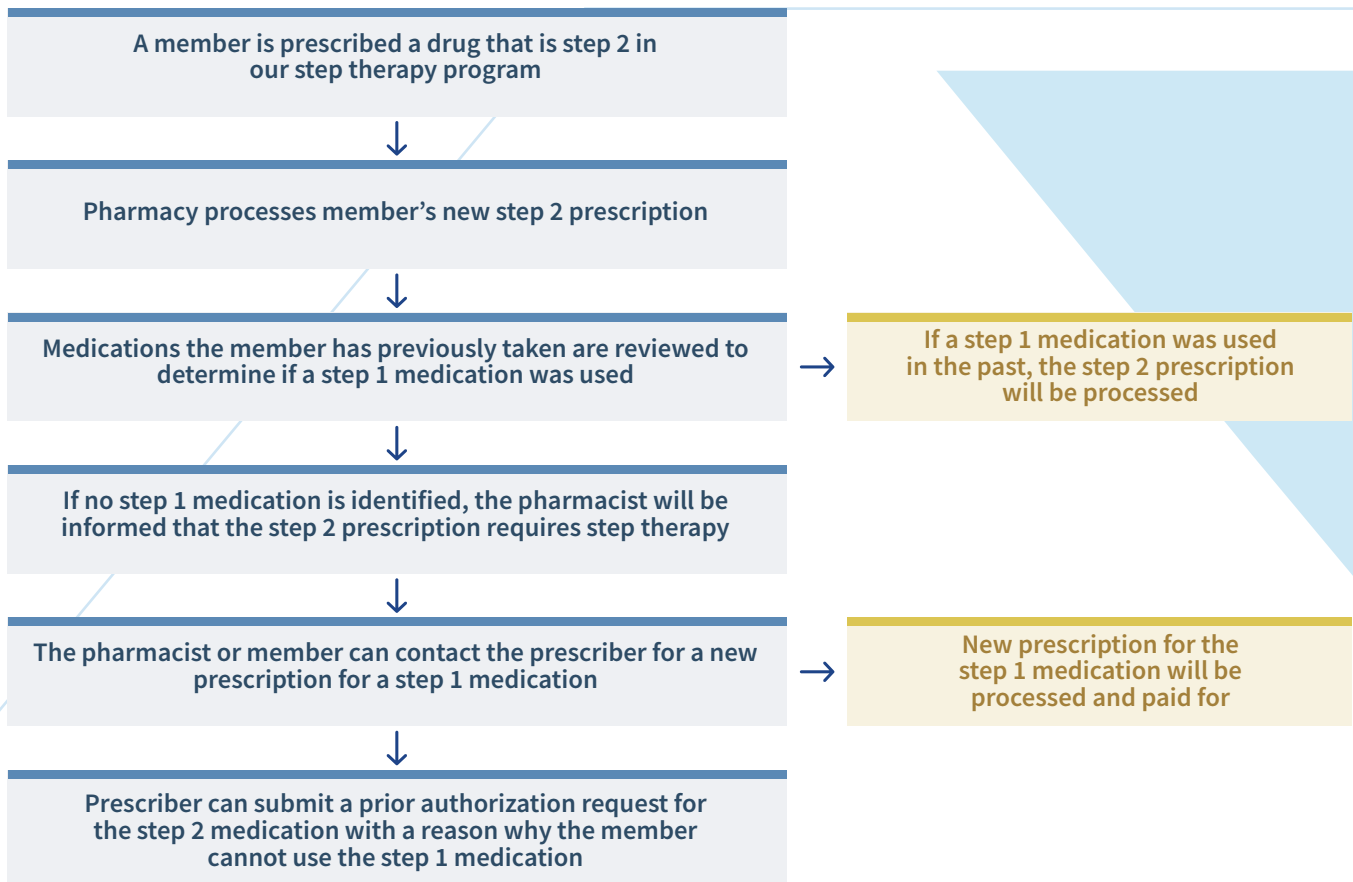 A member is prescribed a drug that is step 2 in
our step therapy program
Pharmacy processes member’s new step 2 prescription
Medications the member has previously taken are reviewed to
determine if a step 1 medication was used
If a step 1 medication was used
in the past, the step 2 prescription
will be processed
If no step 1 medication is identified, the pharmacist will be
informed that the step 2 prescription requires step therapy
The pharmacist or member can contact the prescriber for a new
prescription for a step 1 medication
New prescription for the
step 1 medication will be
processed and paid for
Prescriber can submit a prior authorization request for
the step 2 medication with a reason why the member
cannot use the step 1 medication